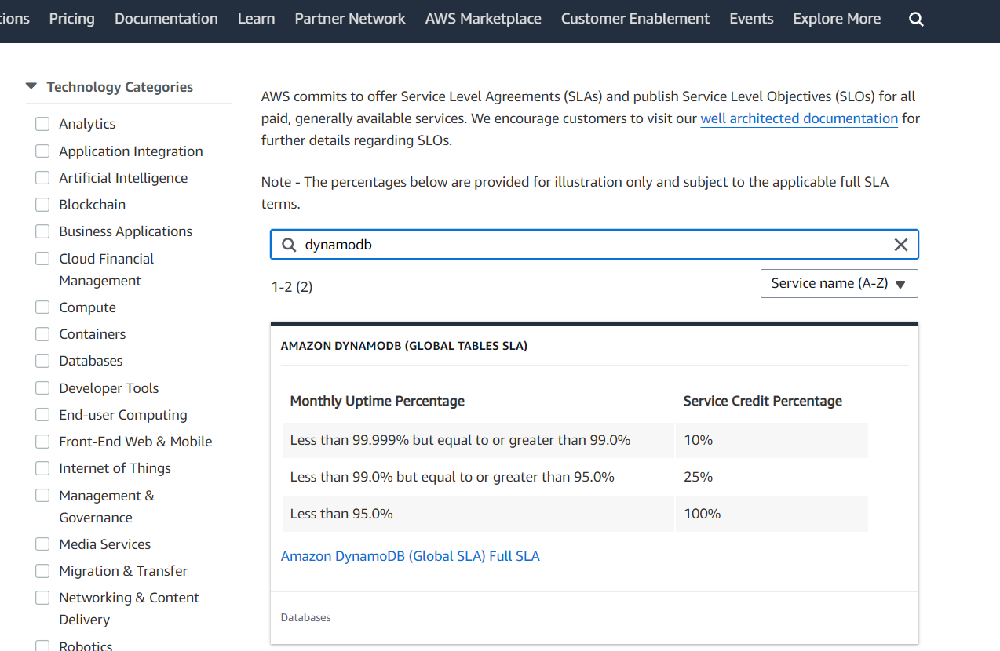 ions Pricing Documentation Learn Partner Network AWS Marketplace Customer Enablement Events Explore More
Technology Categories
Analytics
Application Integration
Artificial Intelligence
Blockchain
Business Applications
Cloud Financial
Management
Compute
Containers
Databases
Developer Tools
End-user Computing
Front-End Web & Mobile
Internet of Things
Management &
Governance
Media Services
Migration & Transfer
Networking & Content
Delivery
Robotics
AWS commits to offer Service Level Agreements (SLAs) and publish Service Level Objectives (SLOs) for all
paid, generally available services. We encourage customers to visit our well architected documentation for
further details regarding SLOs.
Note - The percentages below are provided for illustration only and subject to the applicable full SLA
terms.
dynamodb
1-2 (2)
Service name (A-Z)
AMAZON DYNAMODB (GLOBAL TABLES SLA)
Monthly Uptime Percentage Service Credit Percentage
Less than 99.999% but equal to or greater than 99.0% 10%
Less than 99.0% but equal to or greater than 95.0% 25%
Less than 95.0% 100%
Amazon DynamoDB (Global SLA) Full SLA
Databases